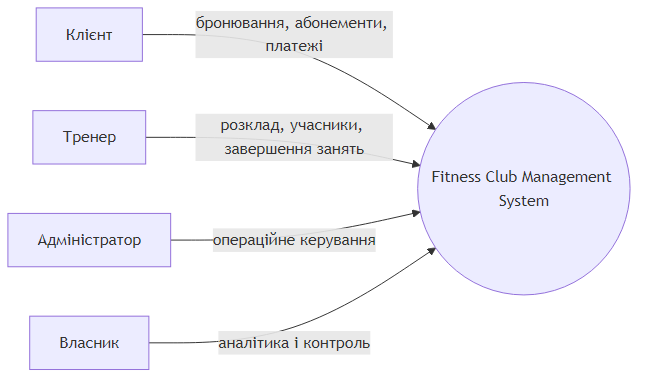 Клієнт
бронювання, абонементи,
платежі
Тренер
розклад, учасники,
завершення занять
Fitness Club Management
System
Адміністратор
операційне керування
Власник
аналітика і контроль